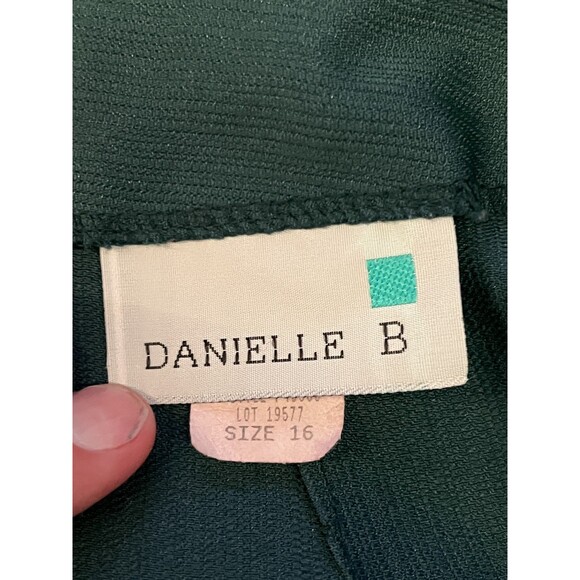 DANIELLE B
LOT 19577
SIZE 16